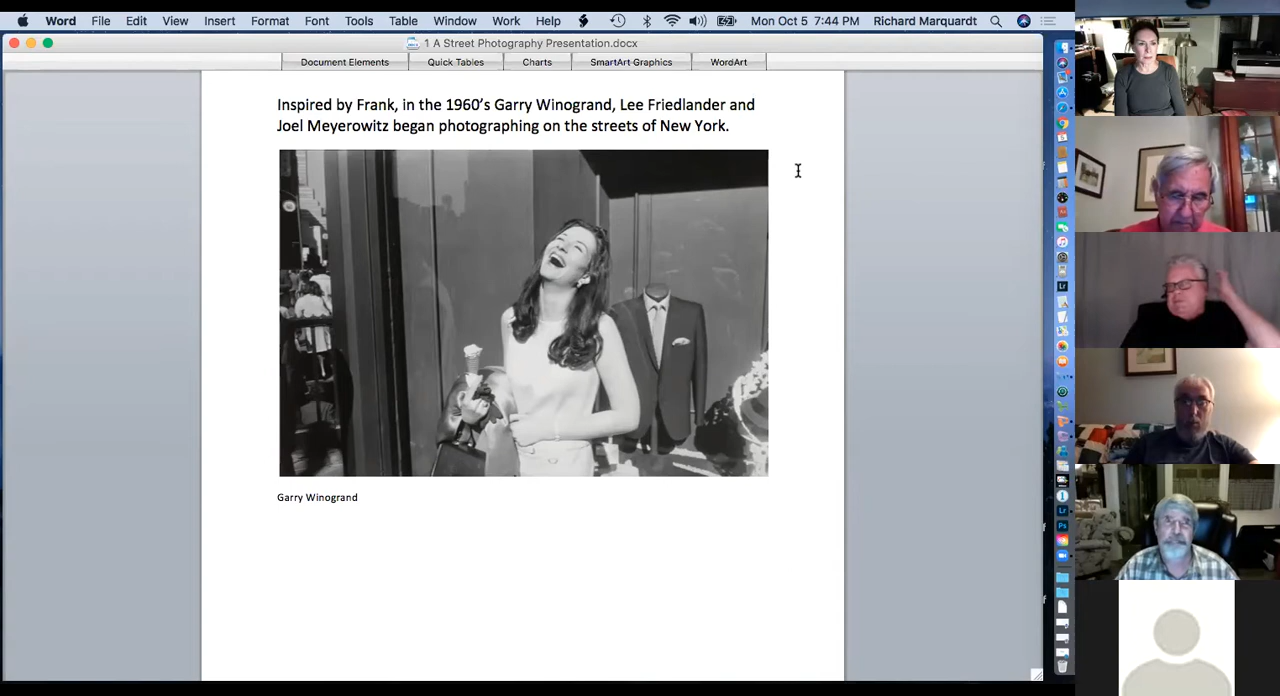 Word File Edit View Insert Format Font Tools Table Window Work Help Mon Oct 5 7:44 PM Richard Marquardt
1 A Street Photography Presentation.docx
Document Elements Quick Tables Charts SmartArt Graphics WordArt
Inspired by Frank, in the 1960’s Garry Winogrand, Lee Friedlander and
Joel Meyerowitz began photographing on the streets of New York.
Garry Winogrand